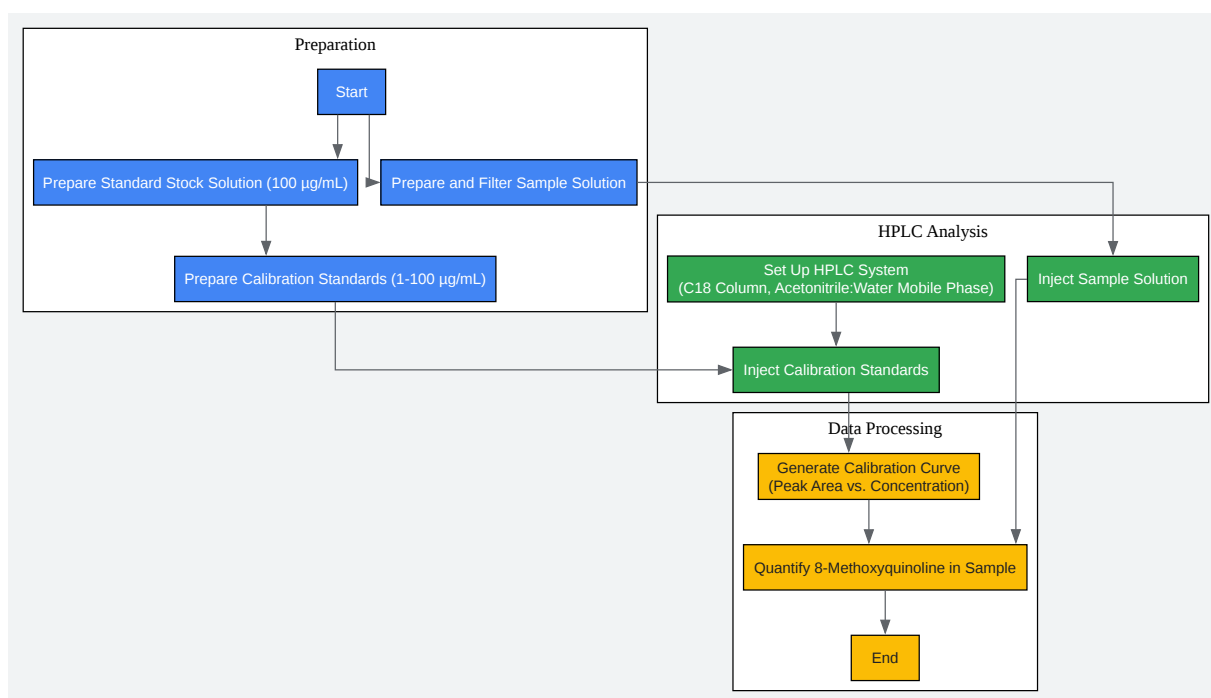 Preparation
Start
Prepare Standard Stock Solution (100 µg/mL)
Prepare and Filter Sample Solution
Prepare Calibration Standards (1-100 µg/mL)
HPLC Analysis
Set Up HPLC System
(C18 Column, Acetonitrile:Water Mobile Phase)
Inject Sample Solution
Inject Calibration Standards
Data Processing
Generate Calibration Curve
(Peak Area vs. Concentration)
Quantify 8-Methoxyquinoline in Sample
End